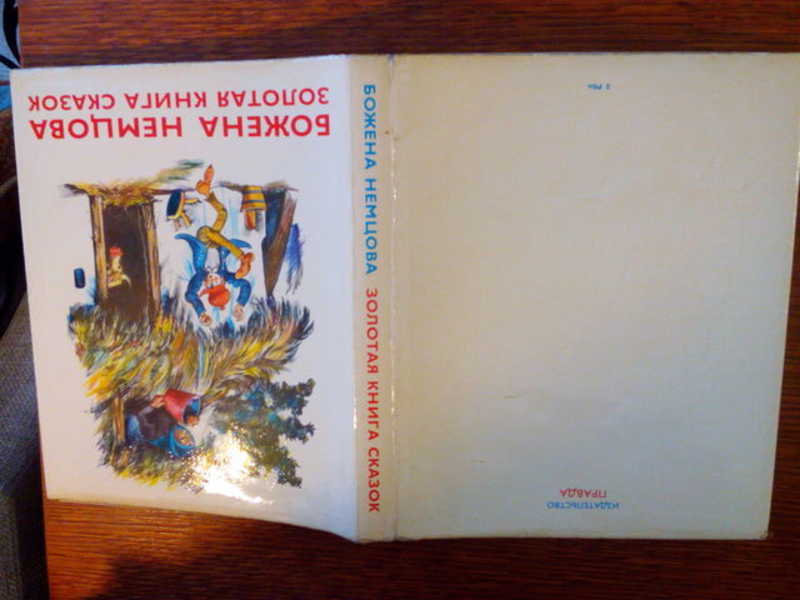 БОЖЕНА НЕМЦОВА
ЗОЛОТАЯ КНИГА СКАЗОК
БОЖЕНА НЕМЦОВА ЗОЛОТАЯ КНИГА СКАЗОК
ИЗДАТЕЛЬСТВО
ПРАВДА